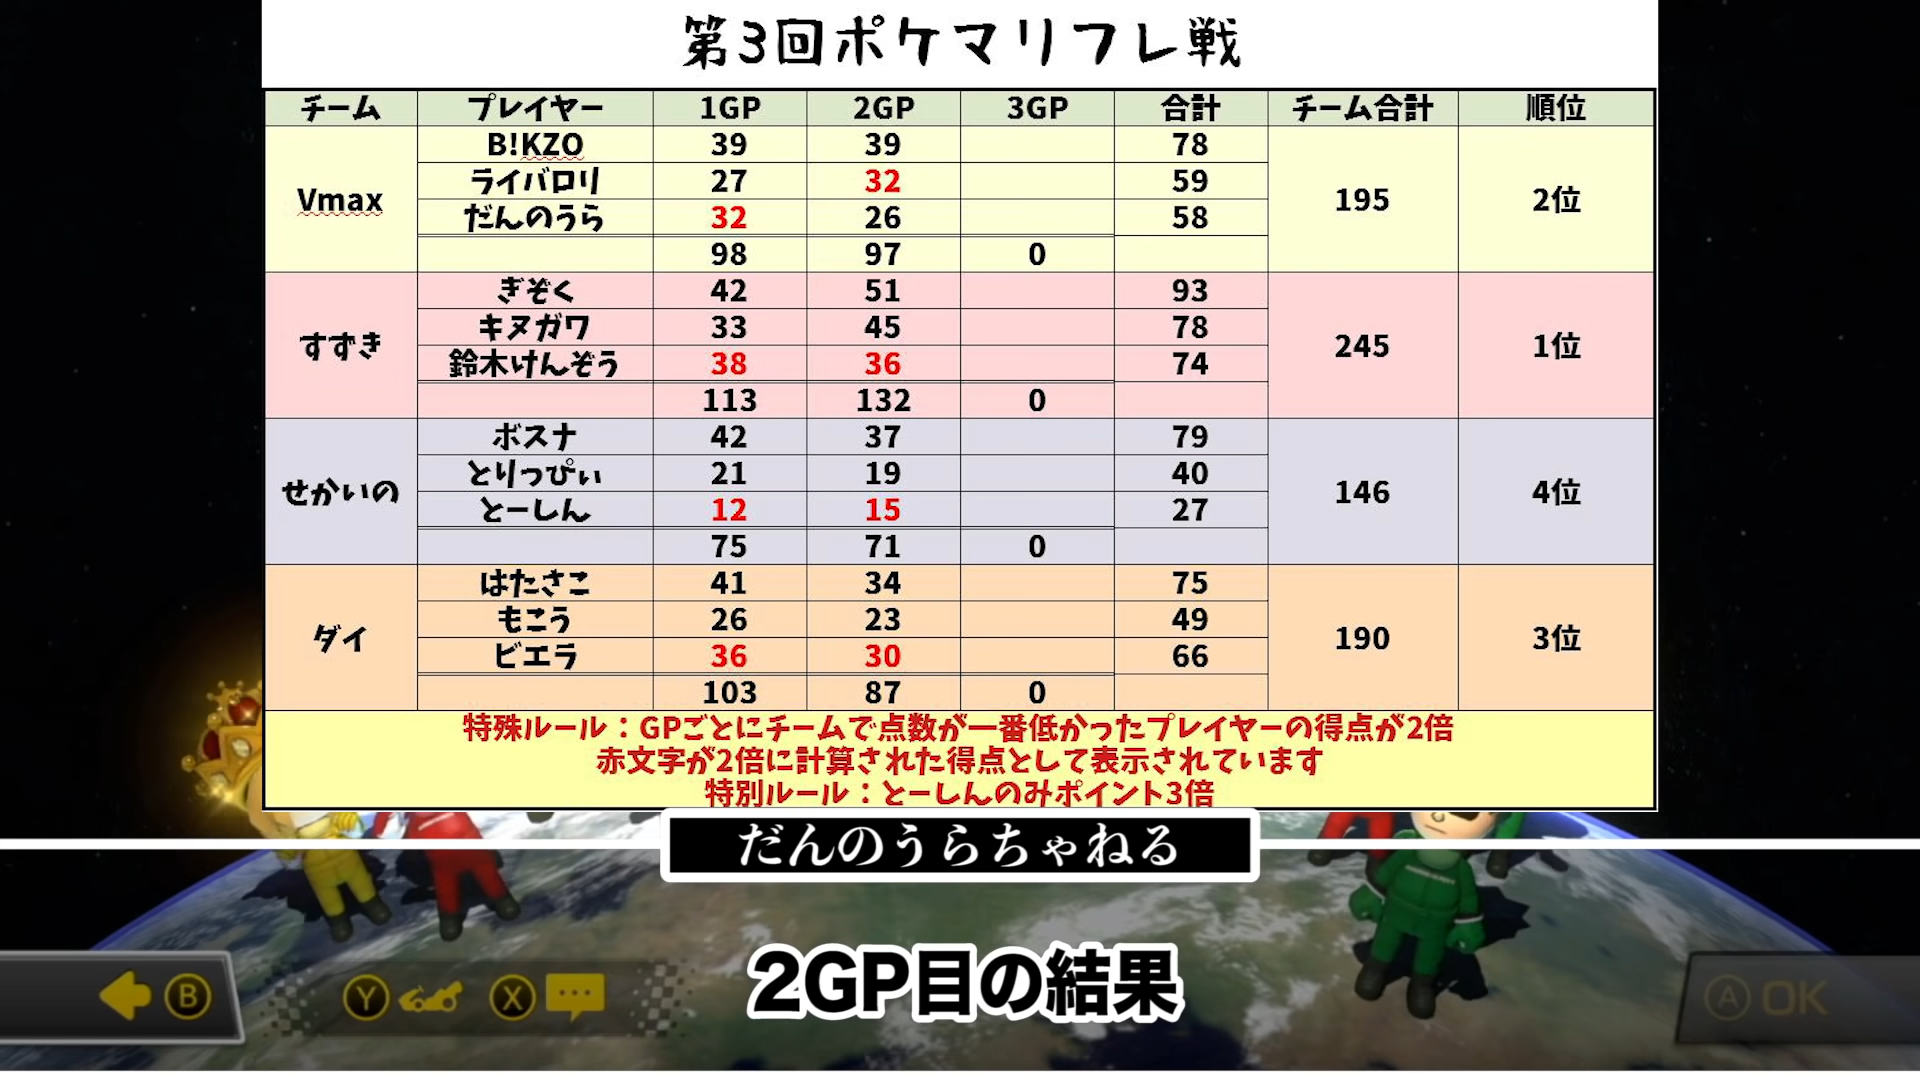 第3回ポケマリフレ戦
チーム プレイヤー 1GP 2GP 3GP 合計 チーム合計 順位
Vmax 195 2位
B!KZO 39 39 78
ライバロリ 27 32 59
だんのうら 32 26 58
98 97 0
すずき 245 1位
ぎぞく 42 51 93
キヌガワ 33 45 78
鈴木けんぞう 38 36 74
113 132 0
せかいの 146 4位
ボスナ 42 37 79
とりっぴぃ 21 19 40
とーしん 12 15 27
75 71 0
ダイ 190 3位
はたさこ 41 34 75
もこう 26 23 49
ビエラ 36 30 66
103 87 0
特殊ルール：GPごとにチームで点数が一番低かったプレイヤーの得点が2倍
赤文字が2倍に計算された得点として表示されています
特別ルール：とーしんのみポイント3倍
だんのうらちゃねる
2GP目の結果
B Y X A OK